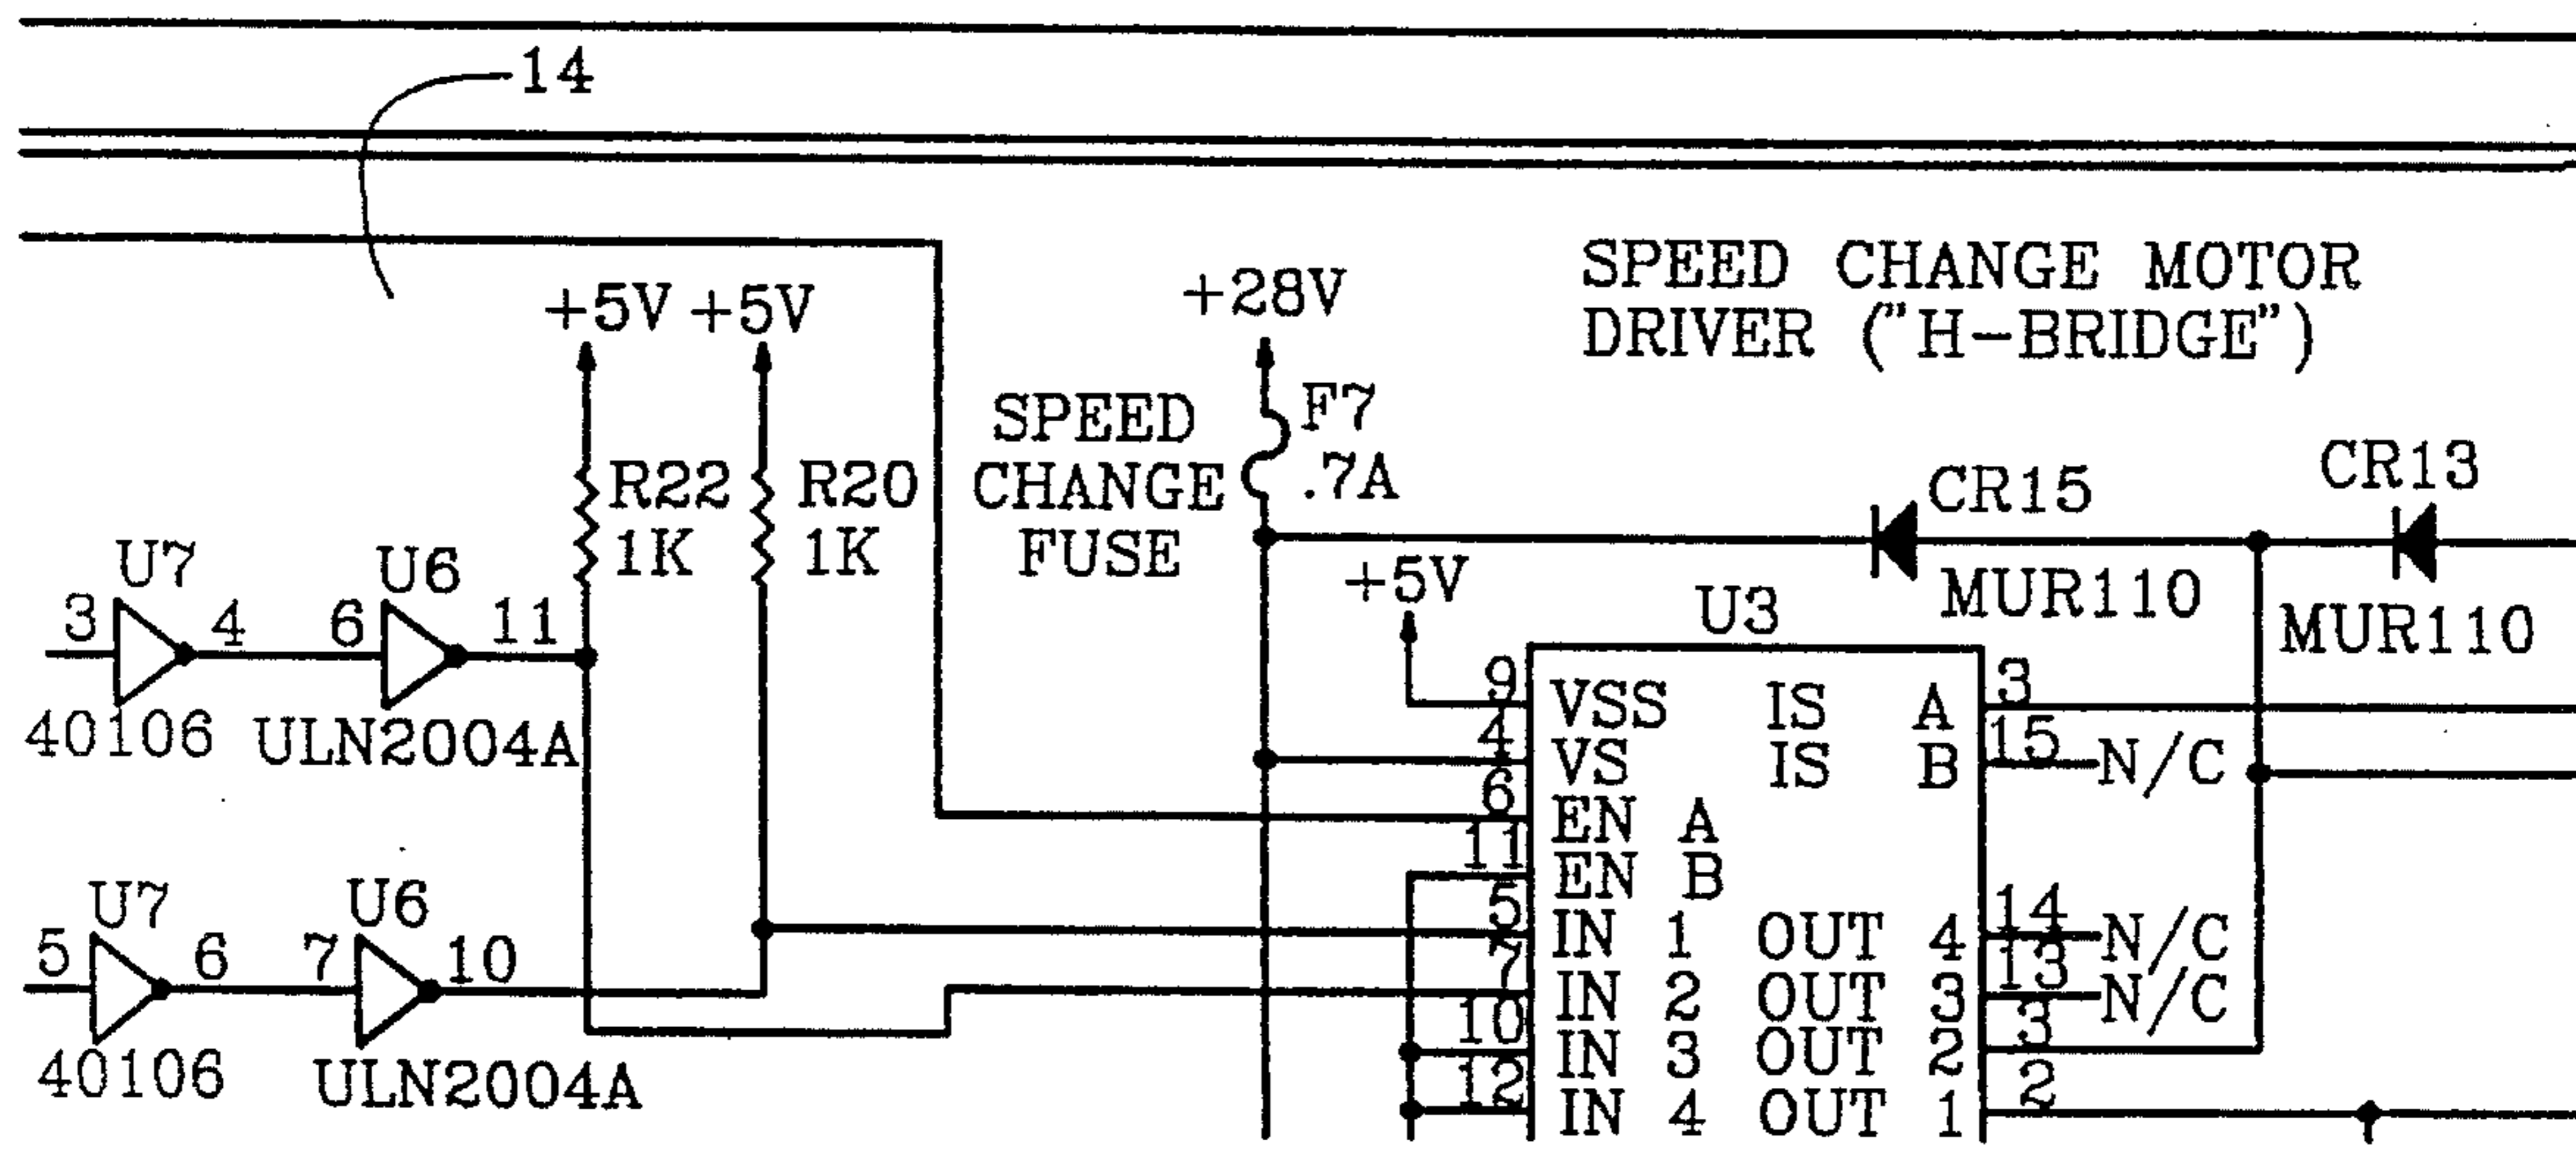 14
+5V +5V
+28V
SPEED CHANGE MOTOR
DRIVER ("H-BRIDGE")
SPEED
CHANGE
FUSE
F7
.7A
R22
1K
R20
1K
CR15
MUR110
CR13
MUR110
+5V
U3
U7
3 4
40106
U6
6 11
ULN2004A
U7
5 6
40106
U6
7 10
ULN2004A
9 VSS IS A 3
4 VS IS B 15 N/C
6 EN A
11 EN B
5 IN 1 OUT 4 14 N/C
7 IN 2 OUT 3 13 N/C
10 IN 3 OUT 2 3
12 IN 4 OUT 1 2